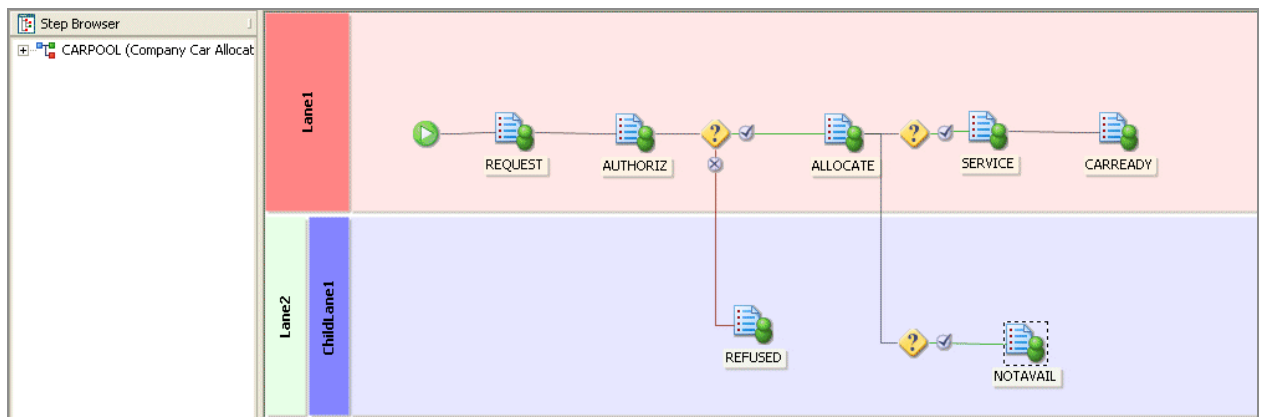 Step Browser
CARPOOL (Company Car Allocat
Lane1
REQUEST
AUTHORIZ
?
ALLOCATE
?
SERVICE
CARREADY
Lane2
ChildLane1
REFUSED
?
NOTAVAIL